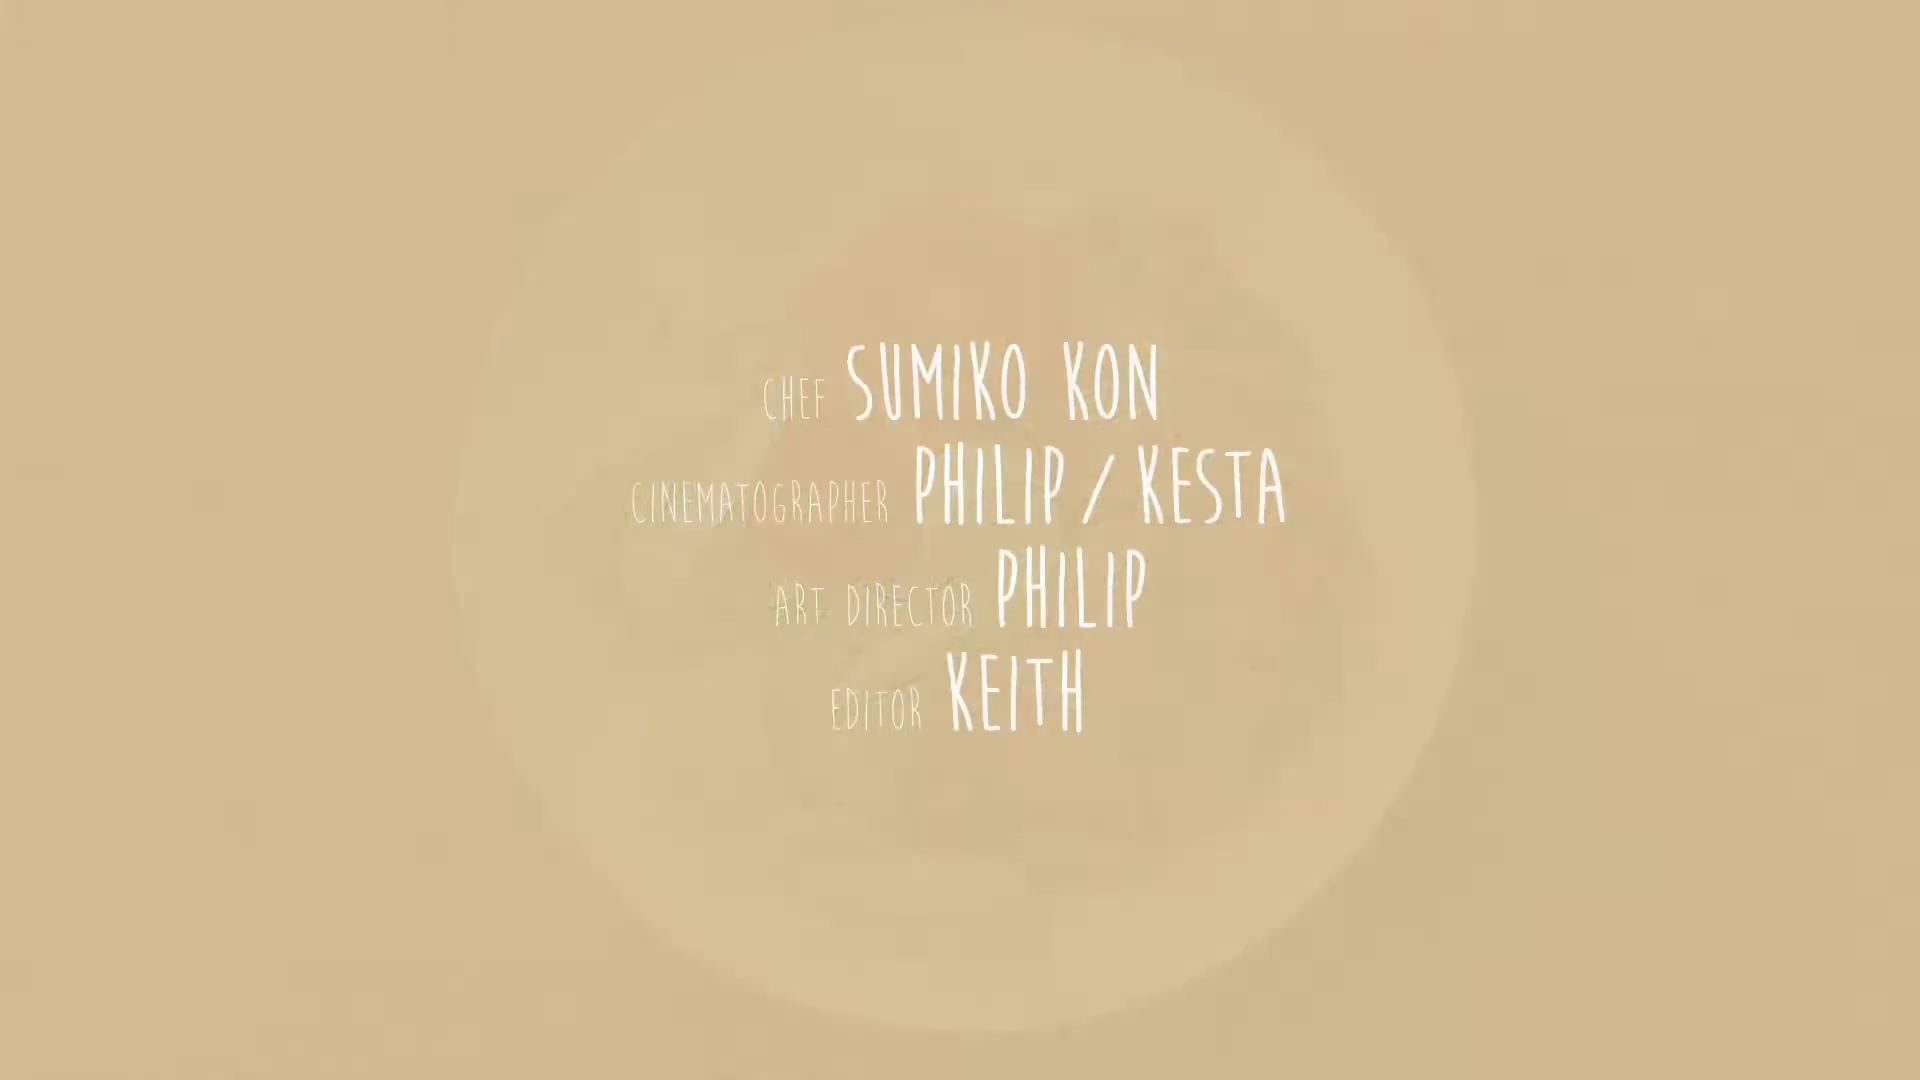 CHEF SUMIKO KON
CINEMATOGRAPHER PHILIP / KESTA
ART DIRECTOR PHILIP
EDITOR KEITH